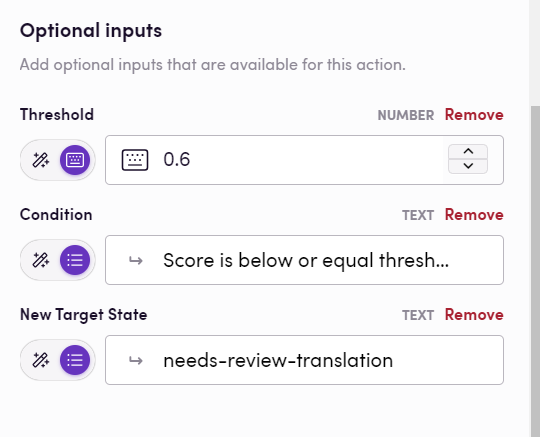 Optional inputs
Add optional inputs that are available for this action.
Threshold NUMBER Remove
0.6
Condition TEXT Remove
Score is below or equal thresh...
New Target State TEXT Remove
needs-review-translation